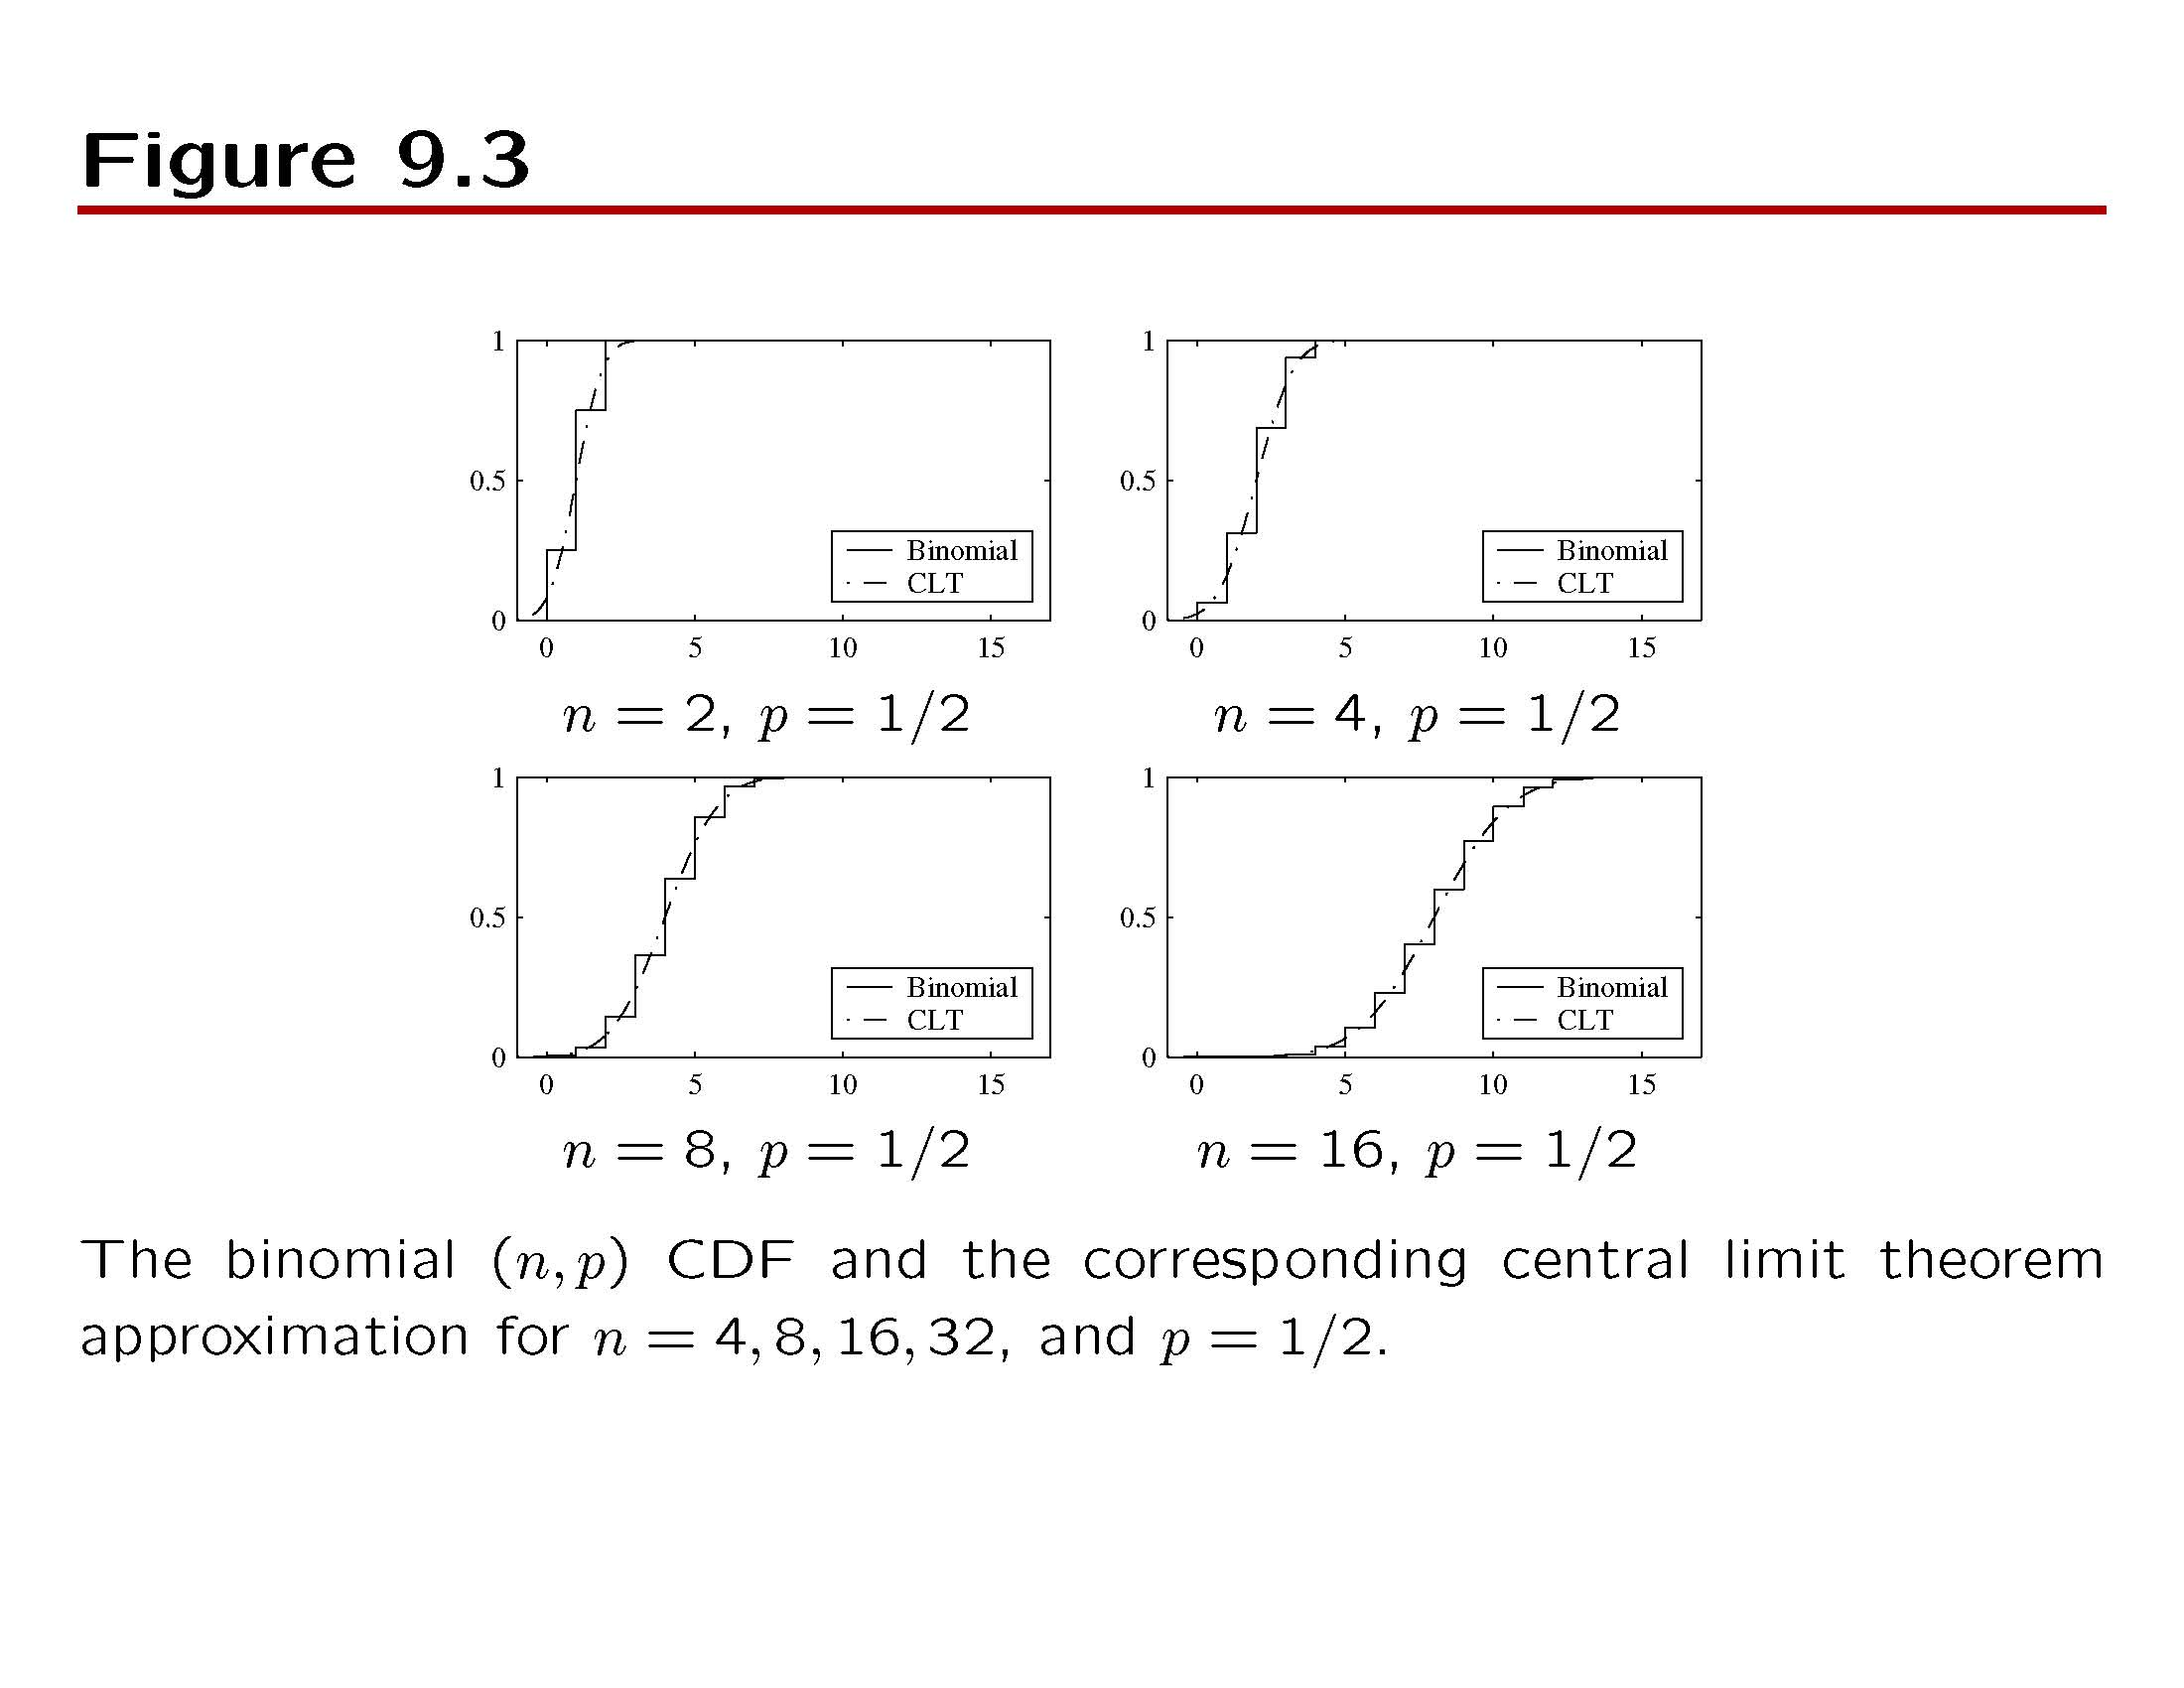 Figure 9.3
1
0.5
0
0 5 10 15
Binomial
CLT
n = 2, p = 1/2
1
0.5
0
0 5 10 15
Binomial
CLT
n = 4, p = 1/2
1
0.5
0
0 5 10 15
Binomial
CLT
n = 8, p = 1/2
1
0.5
0
0 5 10 15
Binomial
CLT
n = 16, p = 1/2
The binomial (n, p) CDF and the corresponding central limit theorem
approximation for n = 4, 8, 16, 32, and p = 1/2.